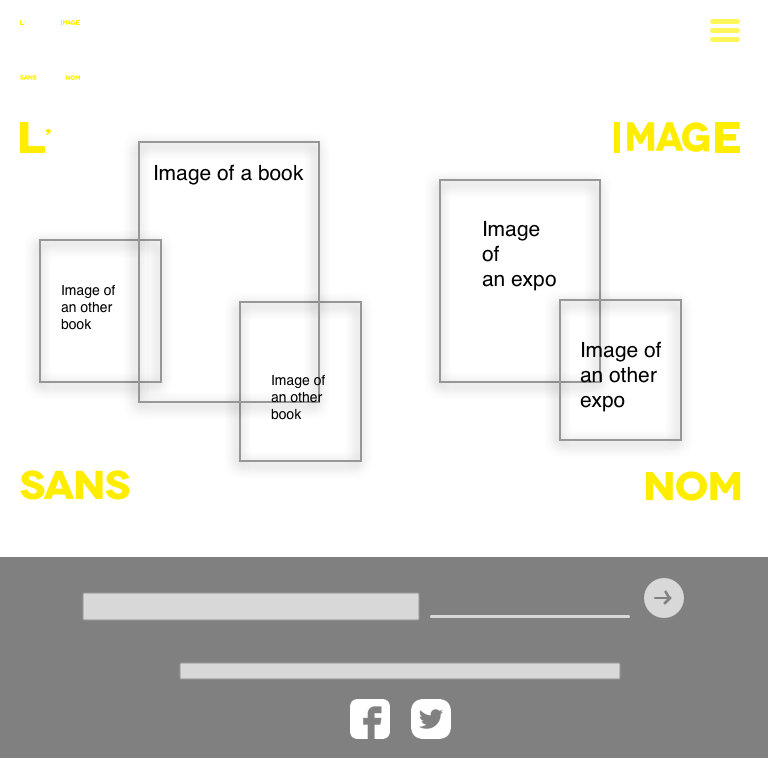 L' IMAGE
SANS NOM
L' IMAGE
Image of a book
Image
of
an expo
Image of
an other
book
Image of
an other
expo
Image of
an other
book
SANS NOM